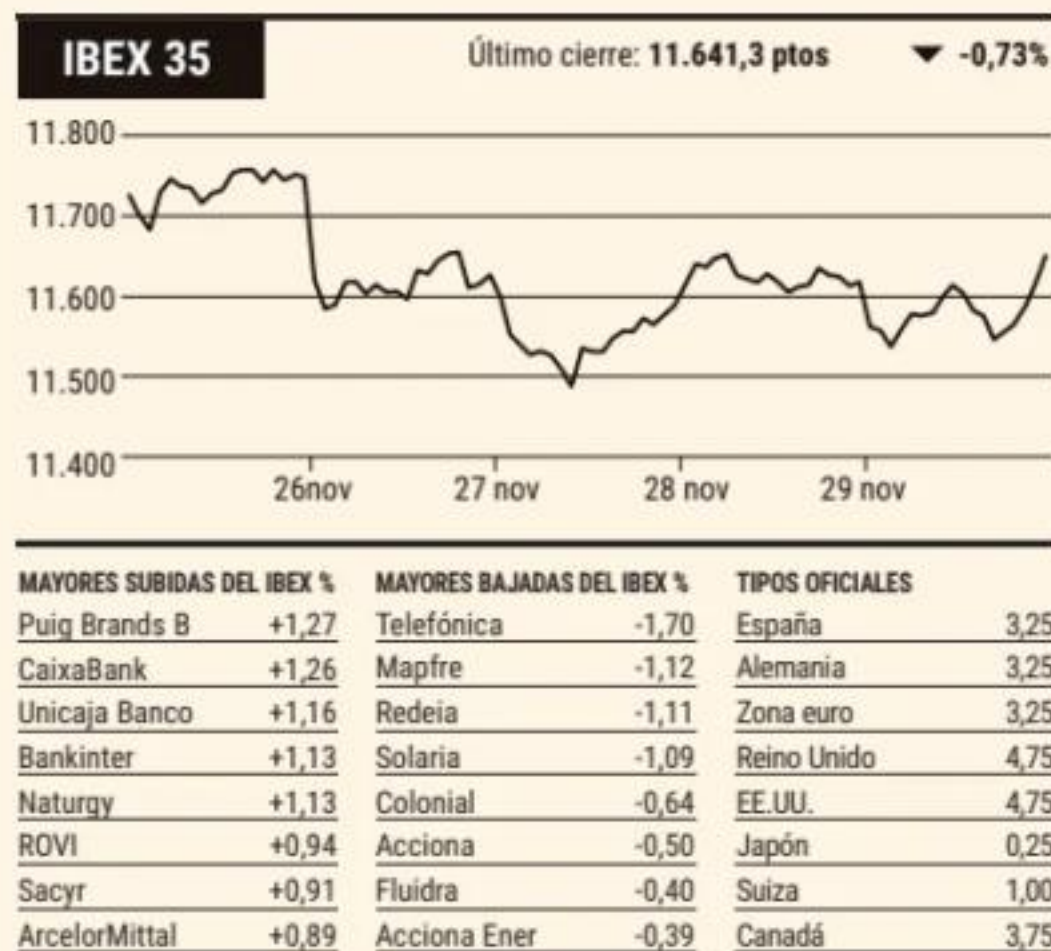 IBEX 35
Último cierre: 11.641,3 ptos ▼ -0,73%
11.800
11.700
11.600
11.500
11.400
26nov 27 nov 28 nov 29 nov
MAYORES SUBIDAS DEL IBEX %
Puig Brands B +1,27
CaixaBank +1,26
Unicaja Banco +1,16
Bankinter +1,13
Naturgy +1,13
ROVI +0,94
Sacyr +0,91
ArcelorMittal +0,89
MAYORES BAJADAS DEL IBEX %
Telefónica -1,70
Mapfre -1,12
Redeia -1,11
Solaria -1,09
Colonial -0,64
Acciona -0,50
Fluidra -0,40
Acciona Ener -0,39
TIPOS OFICIALES
España 3,25
Alemania 3,25
Zona euro 3,25
Reino Unido 4,75
EE.UU. 4,75
Japón 0,25
Suiza 1,00
Canadá 3,75